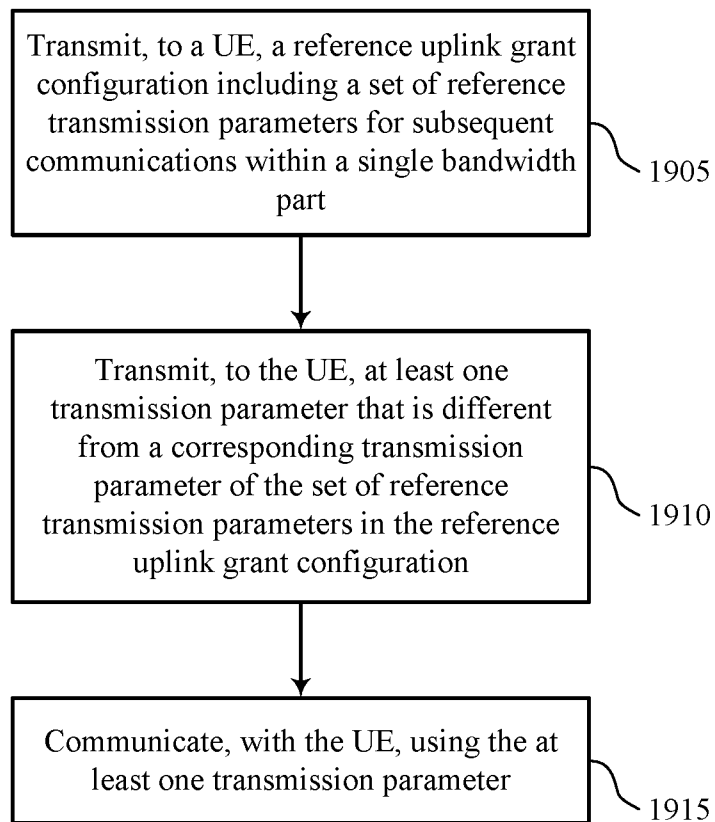 Transmit, to a UE, a reference uplink grant
configuration including a set of reference
transmission parameters for subsequent
communications within a single bandwidth
part
1905
Transmit, to the UE, at least one
transmission parameter that is different
from a corresponding transmission
parameter of the set of reference
transmission parameters in the reference
uplink grant configuration
1910
Communicate, with the UE, using the at
least one transmission parameter
1915